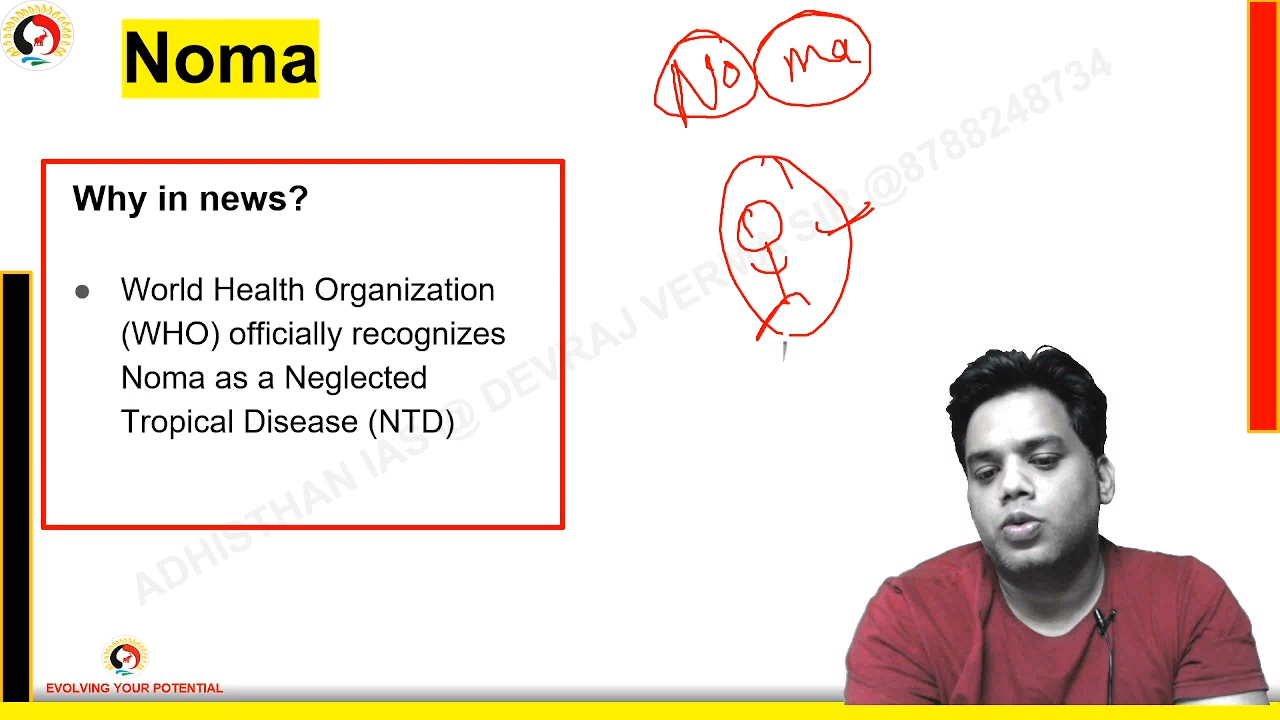 Noma
No ma
Why in news?
World Health Organization
(WHO) officially recognizes
Noma as a Neglected
Tropical Disease (NTD)
ADHISTHAN IAS @ DEVRAJ VERMA SIR @8788248734
EVOLVING YOUR POTENTIAL